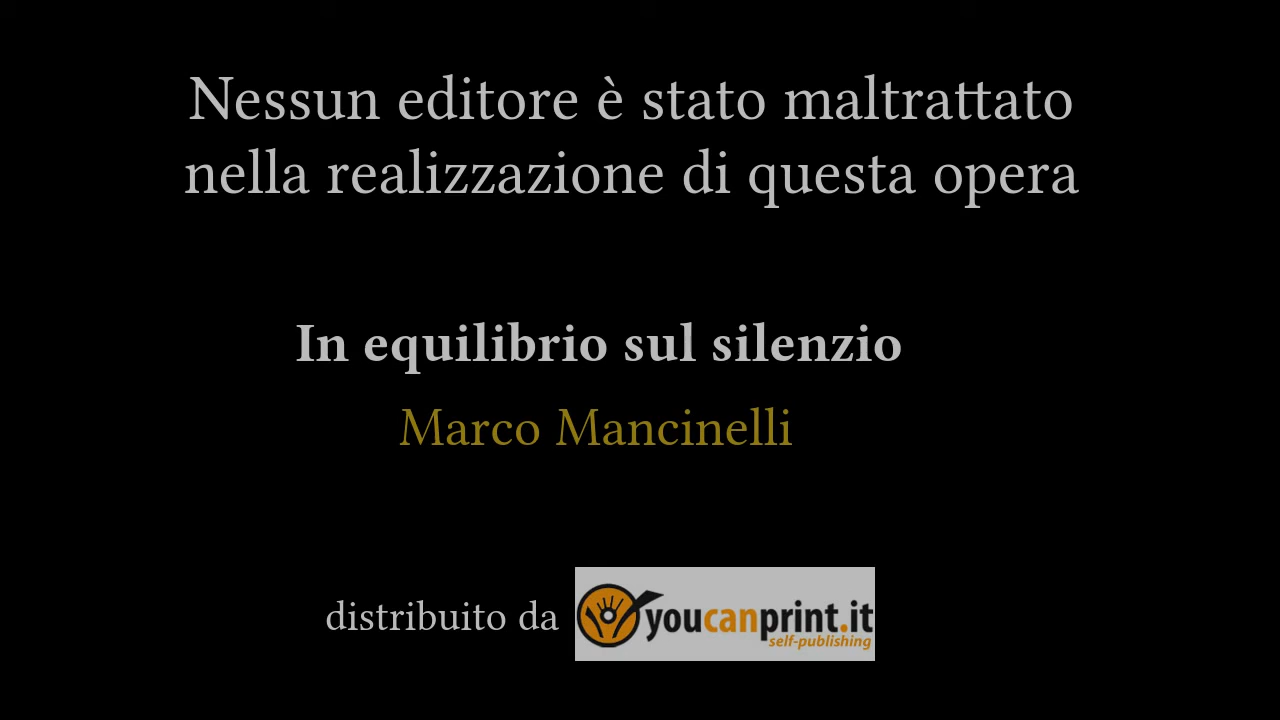 Nessun editore è stato maltrattato
nella realizzazione di questa opera
In equilibrio sul silenzio
Marco Mancinelli
distribuito da
youcanprint.it
self-publishing